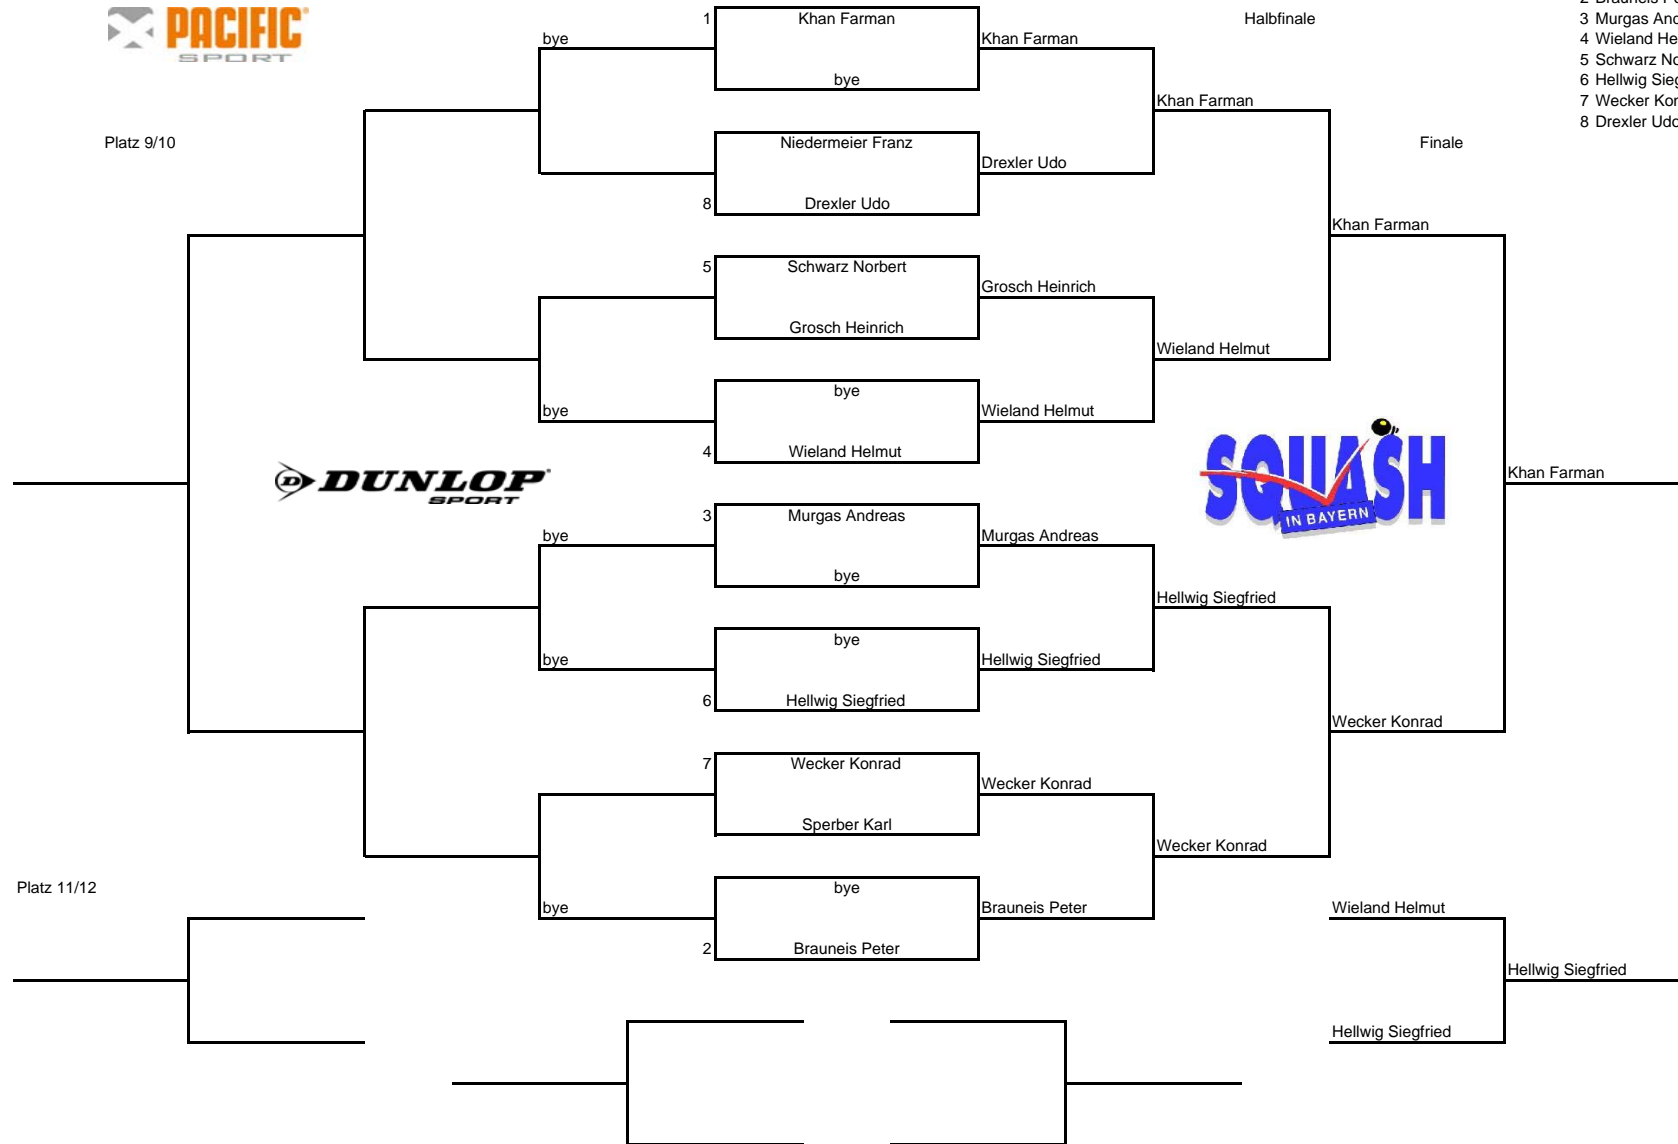 PACIFIC
SPORT
1 Khan Farman Halbfinale
bye Khan Farman 3 Murgas
4 Wieland
bye 5 Schwarz
6 Hellwig
Khan Farman 7 Wecker
8 Drexler Udo
Platz 9/10 Niedermeier Franz Finale
Drexler Udo
8 Drexler Udo
Khan Farman
5 Schwarz Norbert
Grosch Heinrich
Grosch Heinrich
Wieland Helmut
bye
bye Wieland Helmut
4 Wieland Helmut
DUNLOP
SPORT
SQUASH
IN BAYERN
Khan Farman
3 Murgas Andreas
bye Murgas Andreas
bye
Hellwig Siegfried
bye
bye Hellwig Siegfried
6 Hellwig Siegfried
Wecker Konrad
7 Wecker Konrad
Wecker Konrad
Sperber Karl
Wecker Konrad
Platz 11/12 bye
bye Brauneis Peter Wieland Helmut
2 Brauneis Peter
Hellwig Siegfried
Hellwig Siegfried